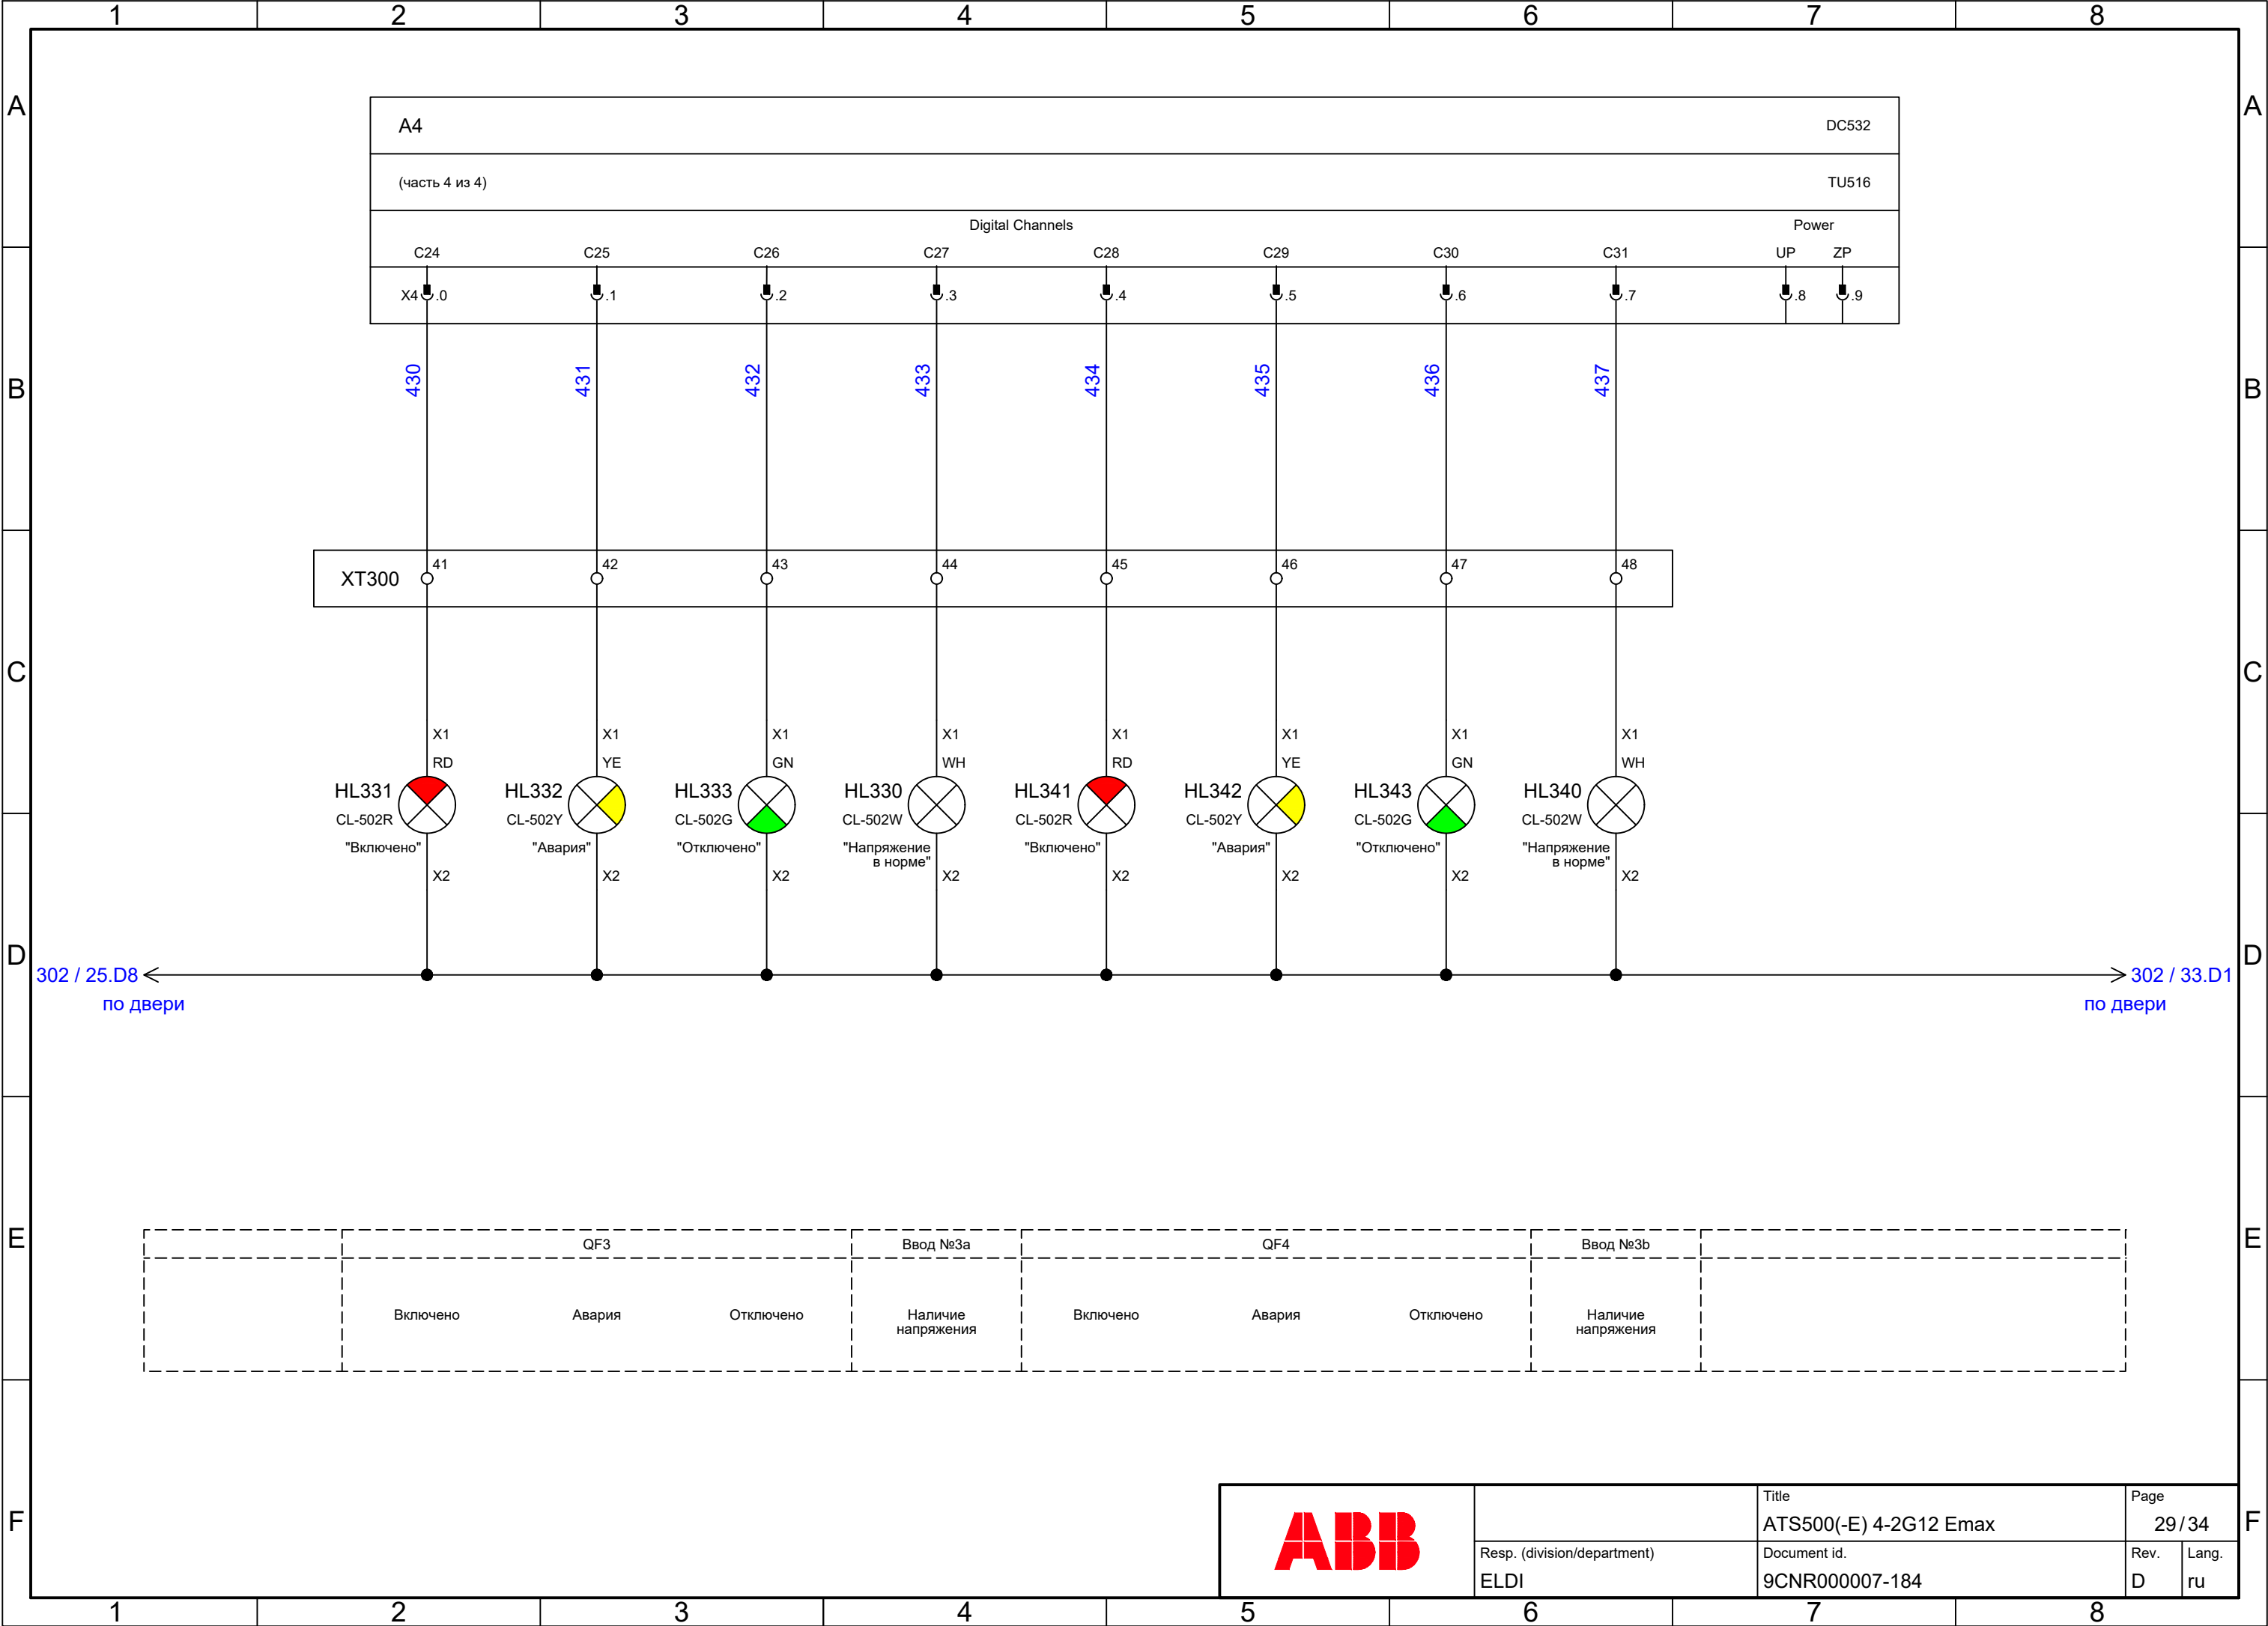 1 2 3 4 5 6 7 8
A A
A4 DC532
(часть 4 из 4) TU516
Digital Channels Power
C24 C25 C26 C27 C28 C29 C30 C31 UP ZP
X4 .0 .1 .2 .3 .4 .5 .6 .7 .8 .9
B B
430 431 432 433 434 435 436 437
XT300 41 42 43 44 45 46 47 48
C C
X1 X1 X1 X1 X1 X1 X1 X1
RD YE GN WH RD YE GN WH
HL331 HL332 HL333 HL330 HL341 HL342 HL343 HL340
CL-502R CL-502Y CL-502G CL-502W CL-502R CL-502Y CL-502G CL-502W
"Включено" "Авария" "Отключено" "Напряжение "Включено" "Авария" "Отключено" "Напряжение
в норме" в норме"
X2 X2 X2 X2 X2 X2 X2 X2
D D
302 / 25.D8 302 / 33.D1
по двери по двери
E E
QF3 Ввод №3a QF4 Ввод №3b
Включено Авария Отключено Наличие Включено Авария Отключено Наличие
напряжения напряжения
F F
ABB
Title Page
ATS500(-E) 4-2G12 Emax 29/34
Resp. (division/department) Document id. Rev. Lang.
ELDI 9CNR000007-184 D ru
1 2 3 4 5 6 7 8